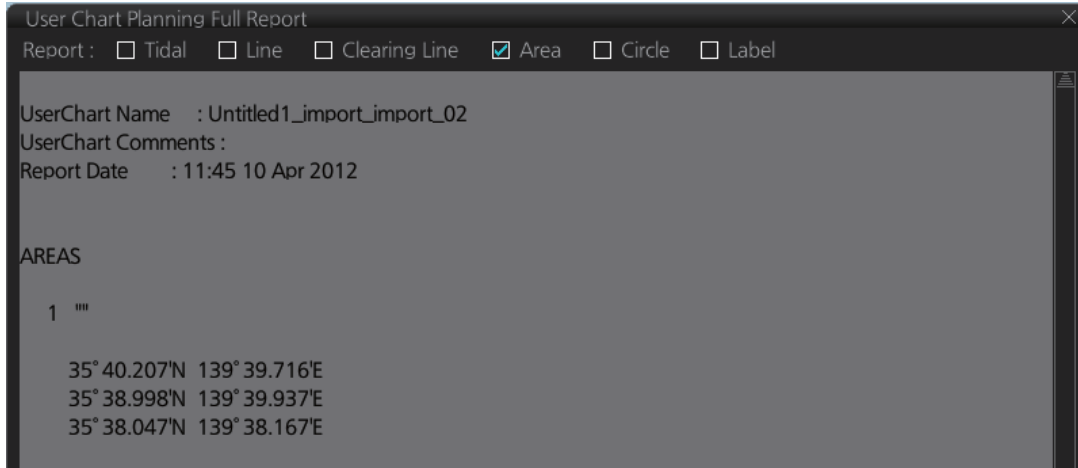 User Chart Planning Full Report
Report : Tidal Line Clearing Line Area Circle Label
UserChart Name : Untitled1_import_import_02
UserChart Comments :
Report Date : 11:45 10 Apr 2012
AREAS
1 ""
35°40.207'N 139°39.716'E
35°38.998'N 139°39.937'E
35°38.047'N 139°38.167'E